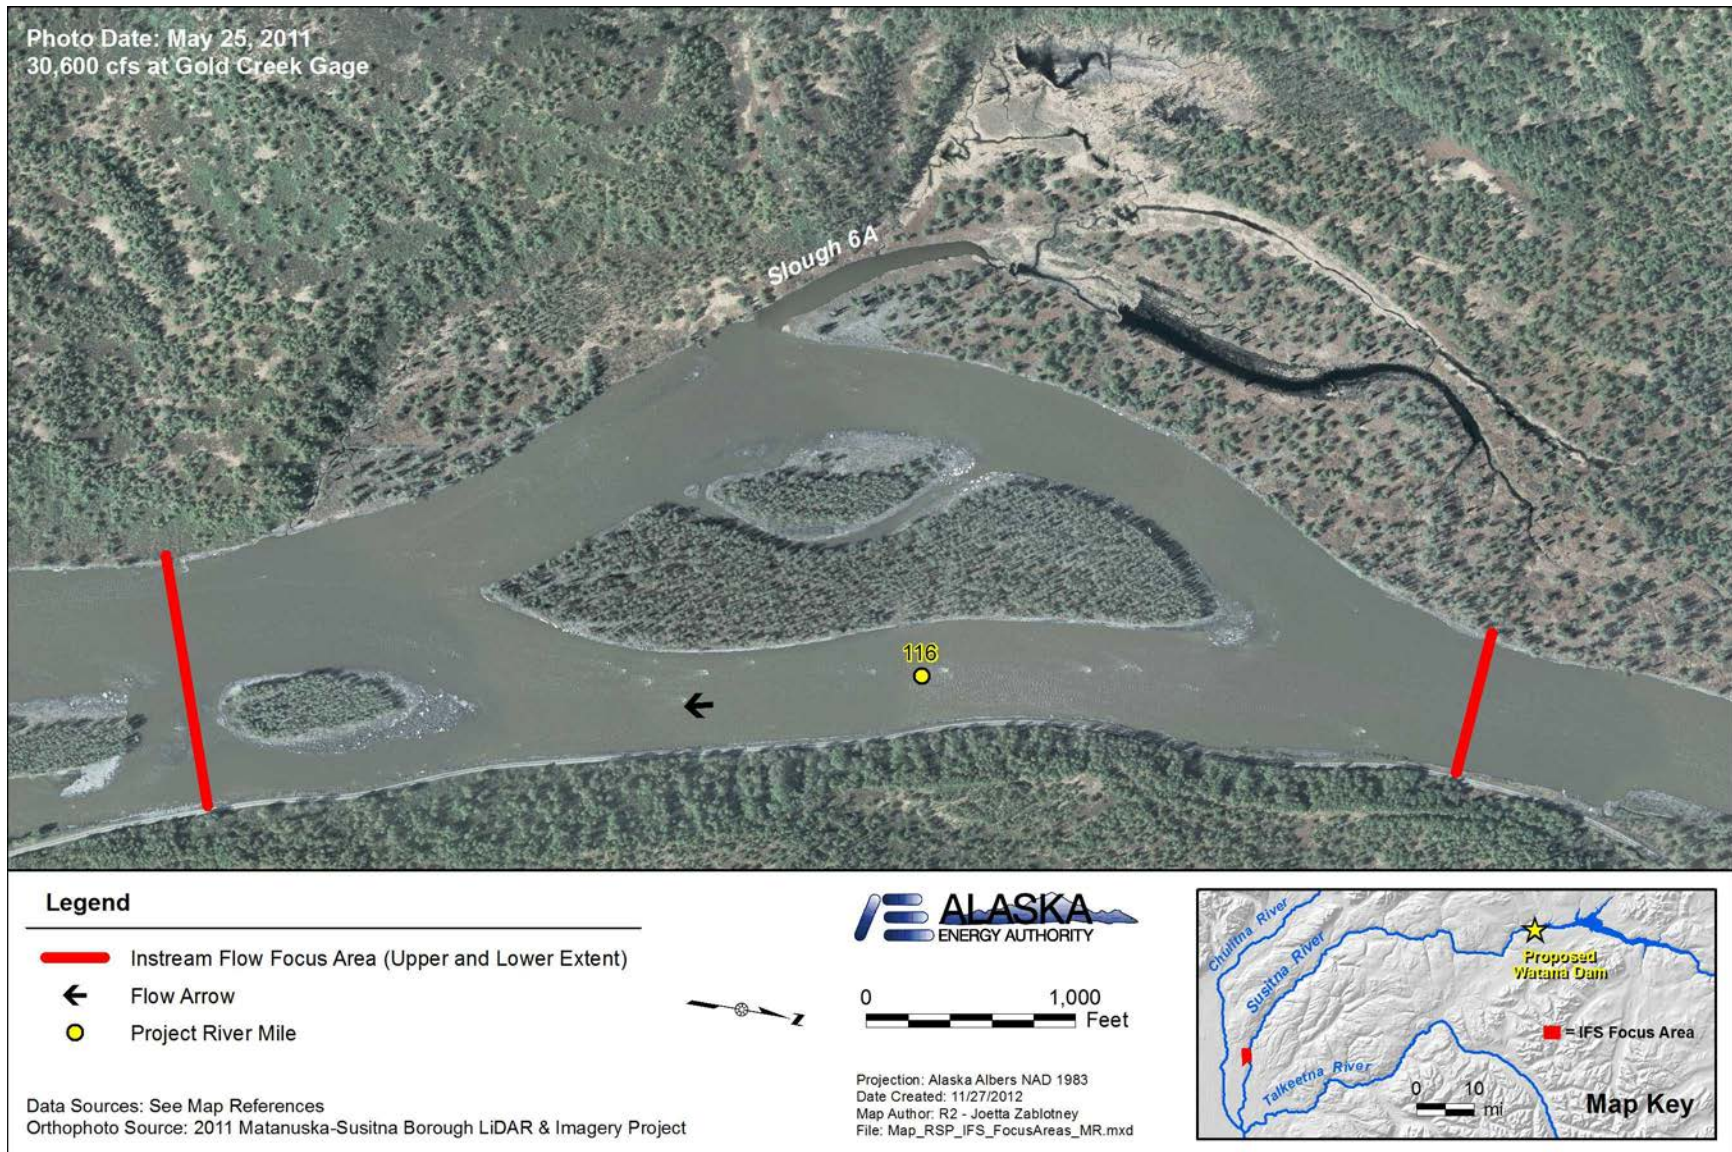 Photo Date: May 25, 2011
30,600 cfs at Gold Creek Gage
Slough 6A
116
Legend
Instream Flow Focus Area (Upper and Lower Extent)
Flow Arrow
Project River Mile
Data Sources: See Map References
Orthophoto Source: 2011 Matanuska-Susitna Borough LiDAR & Imagery Project
N
ALASKA
ENERGY AUTHORITY
0 1,000
Feet
Projection: Alaska Albers NAD 1983
Date Created: 11/27/2012
Map Author: R2 - Joetta Zablotney
File: Map_RSP_IFS_FocusAreas_MR.mxd
Chulitna River
Susitna River
Proposed
Watana Dam
= IFS Focus Area
Talkeetna River
0 10
mi
Map Key